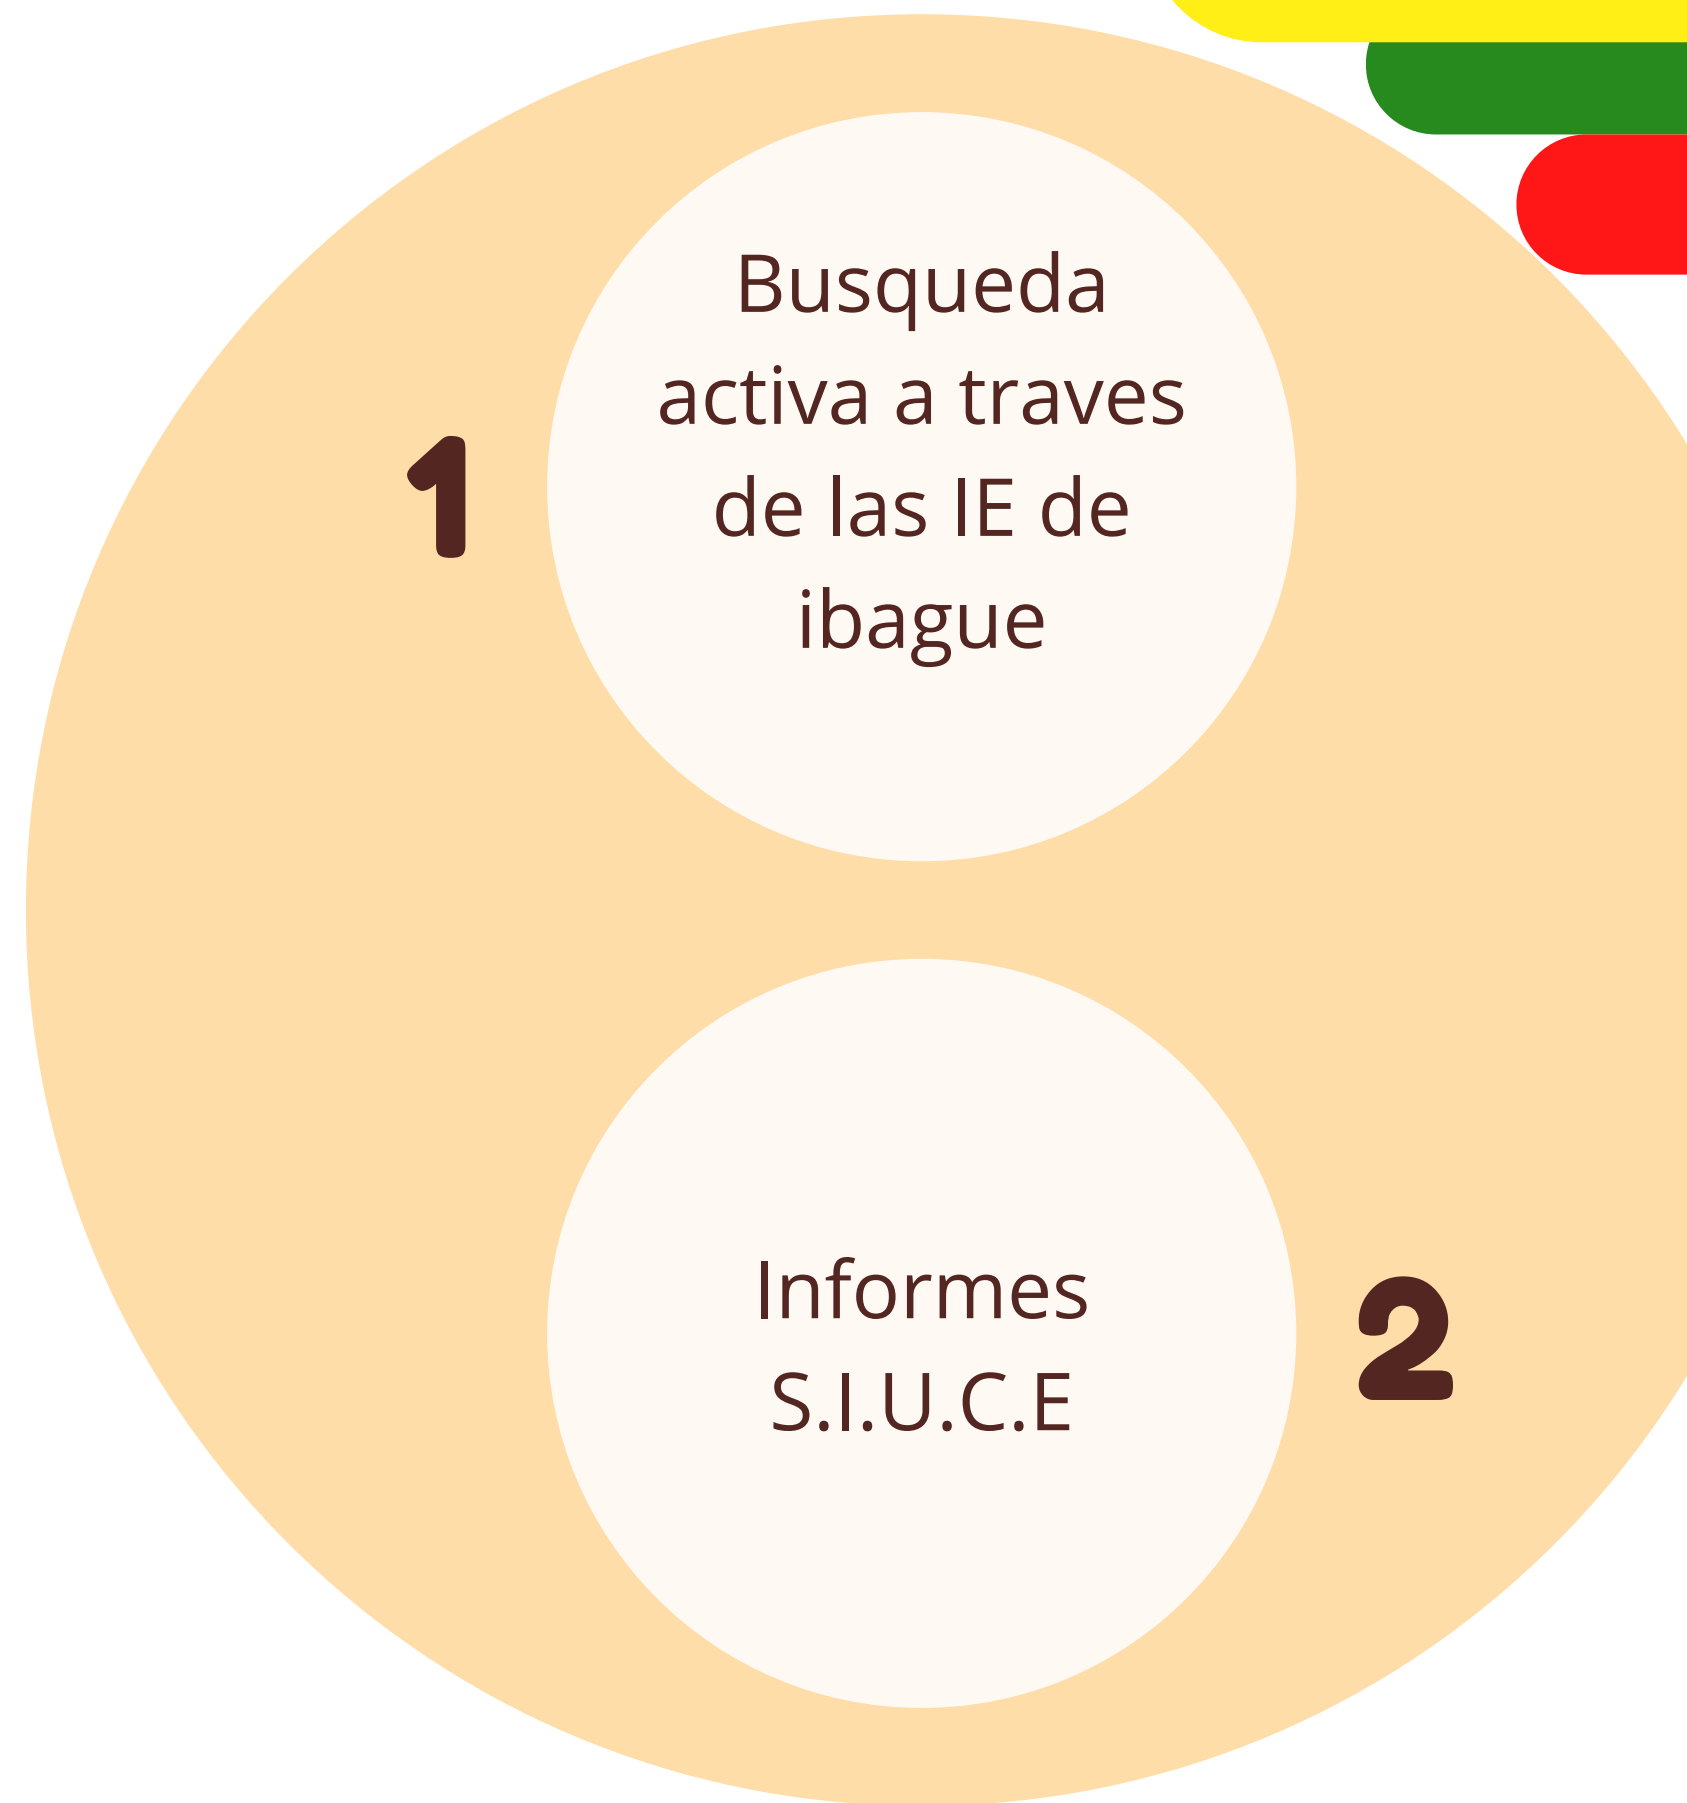 1
Busqueda
activa a traves
de las IE de
ibague
Informes
S.I.U.C.E
2